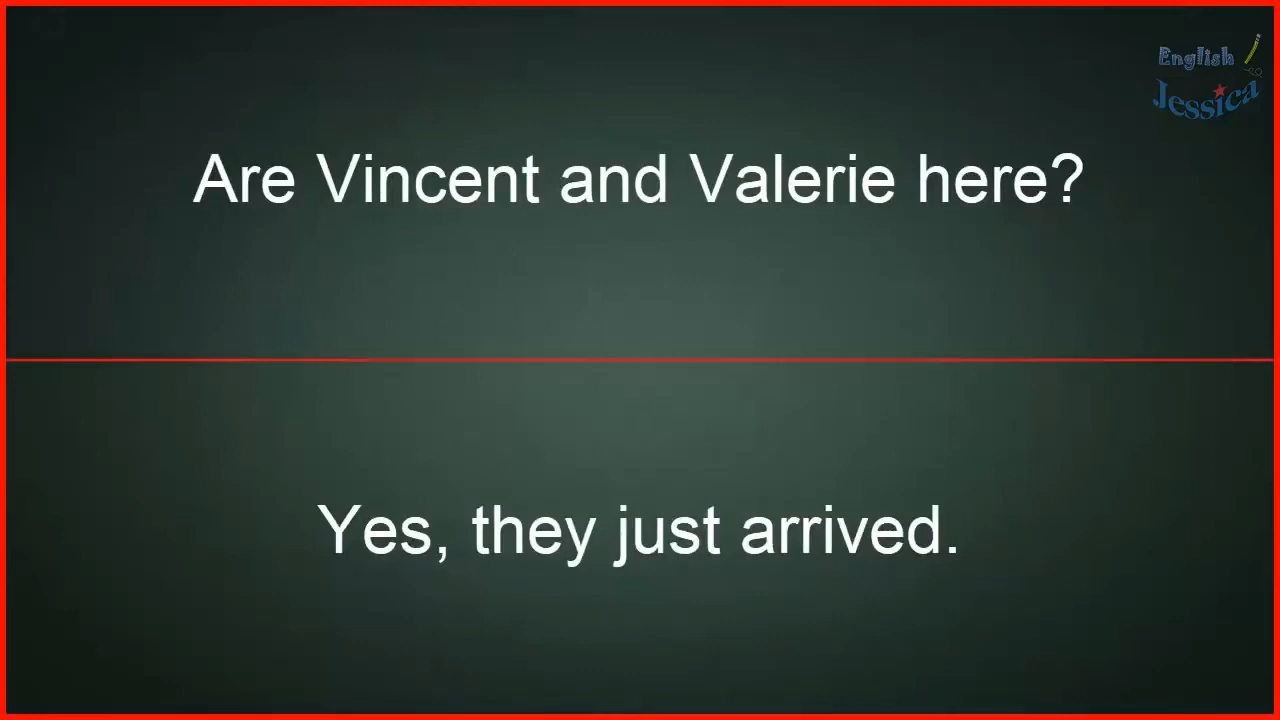 English
Jessica
Are Vincent and Valerie here?
Yes, they just arrived.